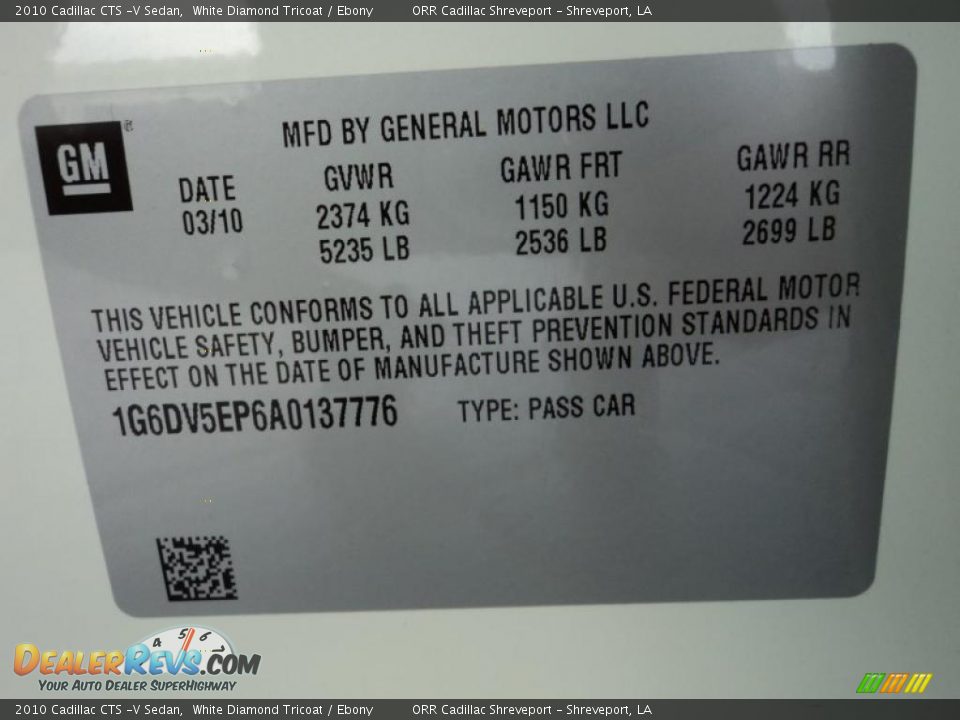 2010 Cadillac CTS -V Sedan, White Diamond Tricoat / Ebony ORR Cadillac Shreveport - Shreveport, LA
GM ®
MFD BY GENERAL MOTORS LLC
DATE GVWR GAWR FRT GAWR RR
03/10 2374 KG 1150 KG 1224 KG
5235 LB 2536 LB 2699 LB
THIS VEHICLE CONFORMS TO ALL APPLICABLE U.S. FEDERAL MOTOR
VEHICLE SAFETY, BUMPER, AND THEFT PREVENTION STANDARDS IN
EFFECT ON THE DATE OF MANUFACTURE SHOWN ABOVE.
1G6DV5EP6A0137776 TYPE: PASS CAR
4 5 6 7
DEALERREVS.COM
YOUR AUTO DEALER SUPERHIGHWAY
2010 Cadillac CTS -V Sedan, White Diamond Tricoat / Ebony ORR Cadillac Shreveport - Shreveport, LA